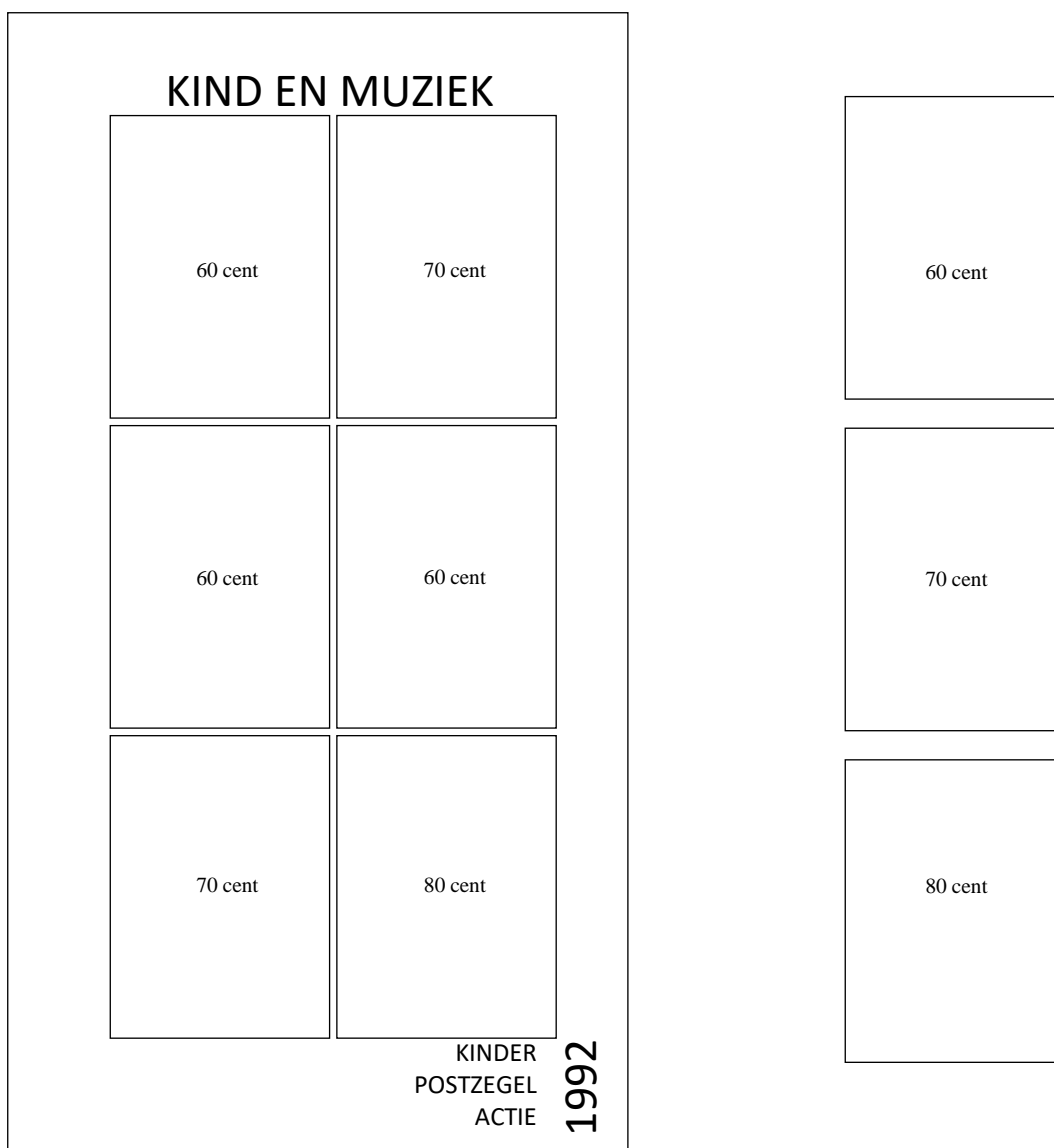 KIND EN MUZIEK
60 cent
70 cent
60 cent
60 cent
70 cent
80 cent
KINDER
POSTZEGEL
ACTIE
1992
60 cent
70 cent
80 cent